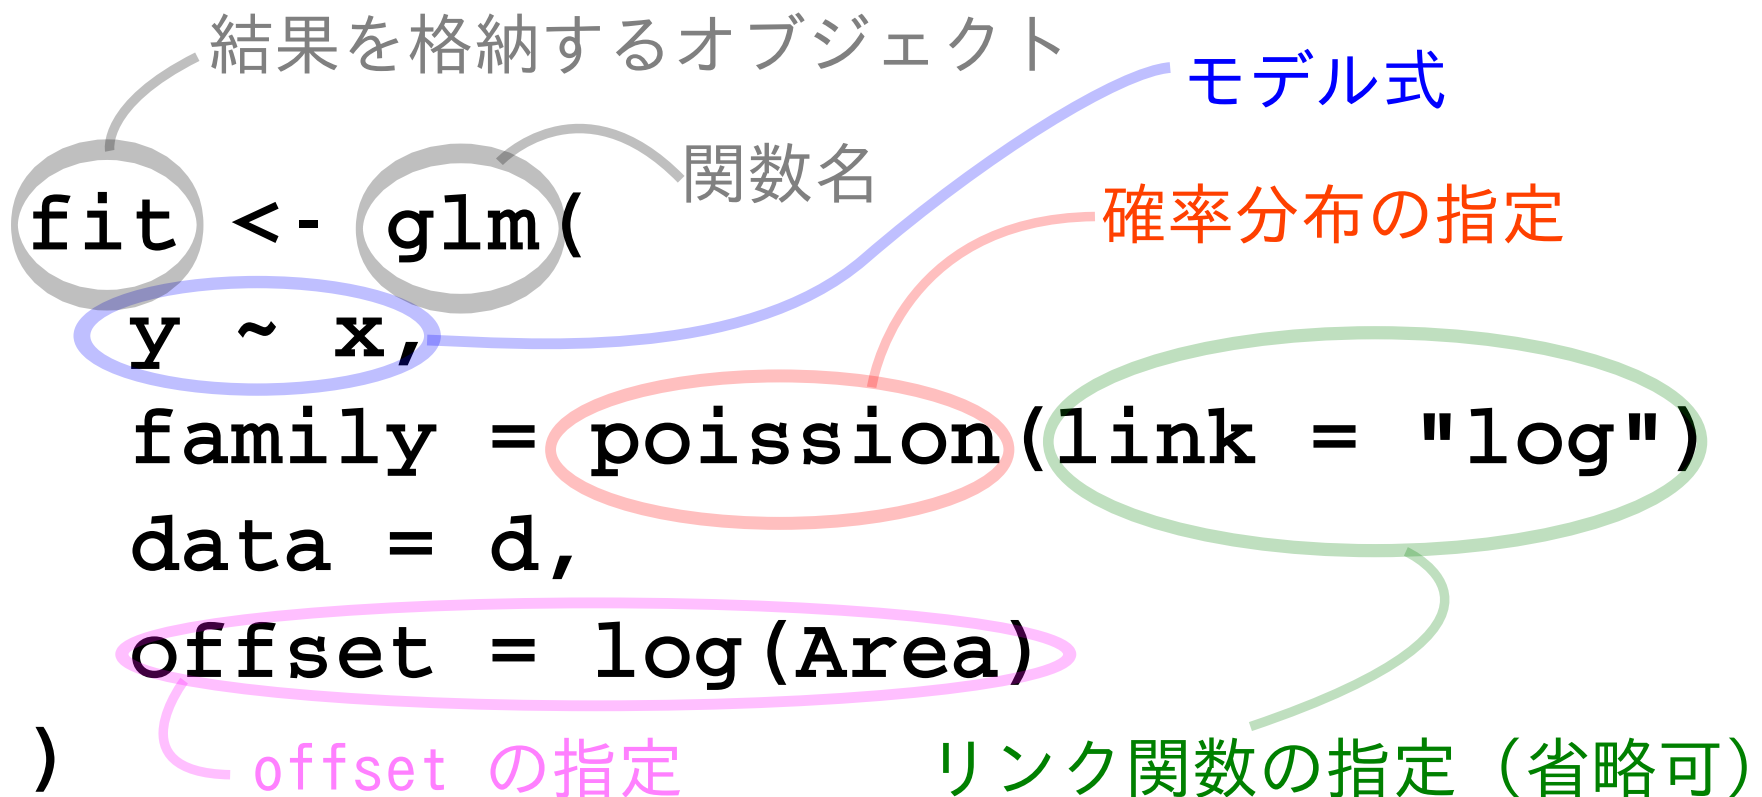 結果を格納するオブジェクト
モデル式
関数名
確率分布の指定
fit <- glm(
y ~ x,
family = poission(link = "log")
data = d,
offset = log(Area)
)
offset の指定
リンク関数の指定（省略可）